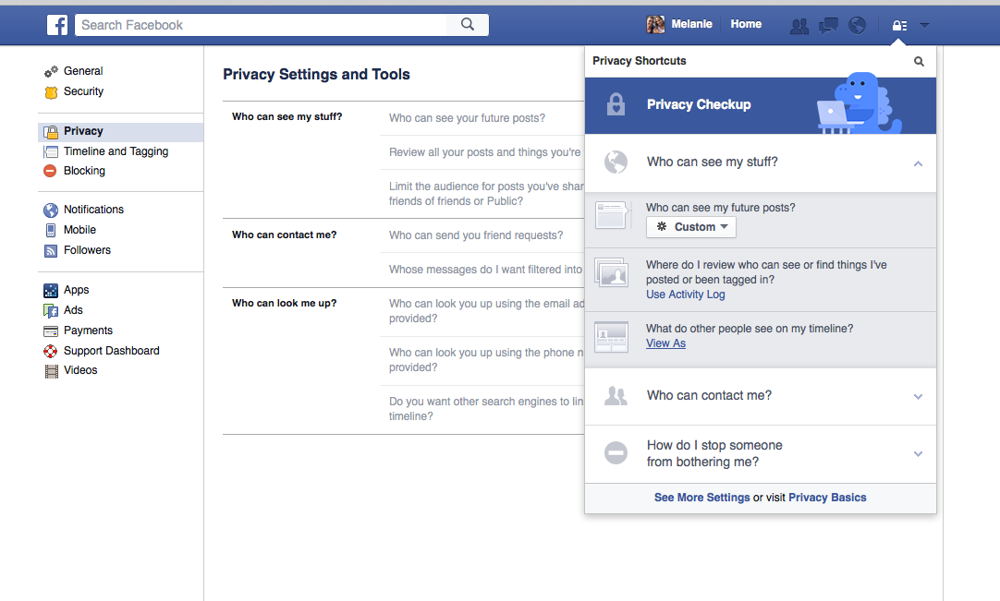 Search Facebook
Melanie
Home
General
Security
Privacy
Timeline and Tagging
Blocking
Notifications
Mobile
Followers
Apps
Ads
Payments
Support Dashboard
Videos
Privacy Settings and Tools
Who can see my stuff?
Who can see your future posts?
Review all your posts and things you're
Limit the audience for posts you've shar
friends of friends or Public?
Who can contact me?
Who can send you friend requests?
Whose messages do I want filtered into
Who can look me up?
Who can look you up using the email ad
provided?
Who can look you up using the phone n
provided?
Do you want other search engines to lin
timeline?
Privacy Shortcuts
Privacy Checkup
Who can see my stuff?
Who can see my future posts?
Custom
Where do I review who can see or find things I've
posted or been tagged in?
Use Activity Log
What do other people see on my timeline?
View As
Who can contact me?
How do I stop someone
from bothering me?
See More Settings or visit Privacy Basics